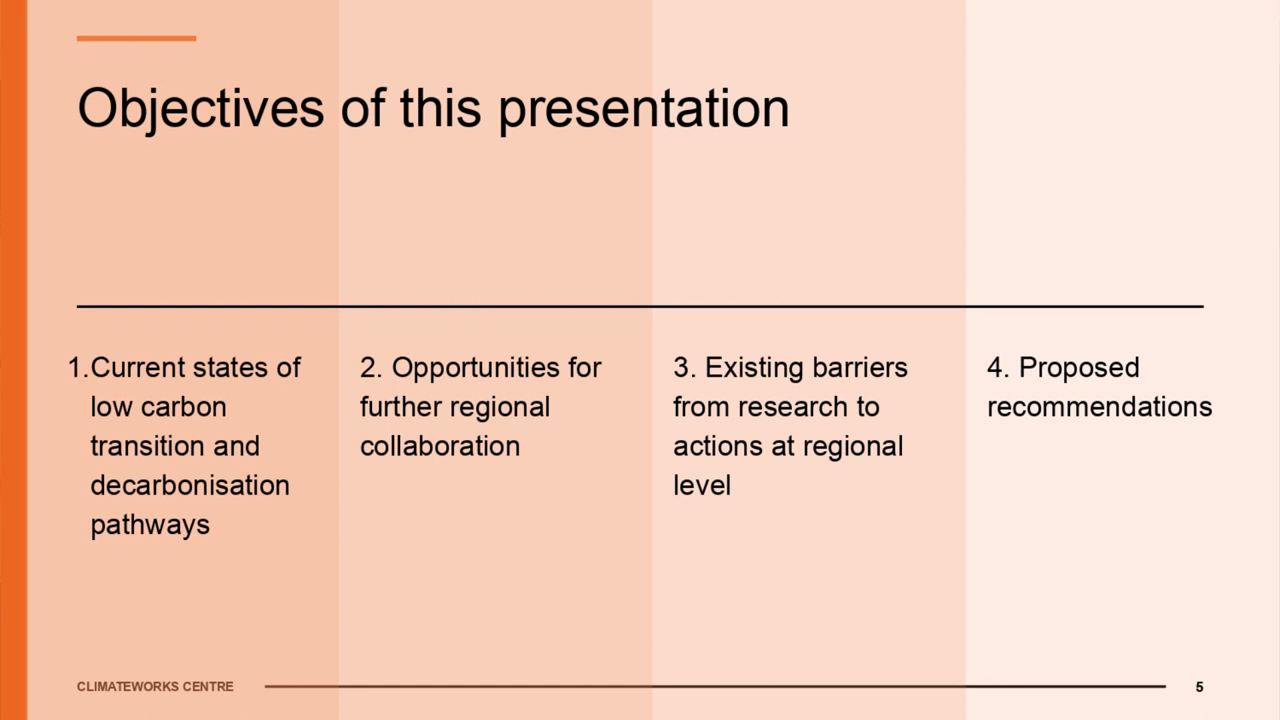 Objectives of this presentation
1.Current states of
low carbon
transition and
decarbonisation
pathways
2. Opportunities for
further regional
collaboration
3. Existing barriers
from research to
actions at regional
level
4. Proposed
recommendations
CLIMATEWORKS CENTRE
5